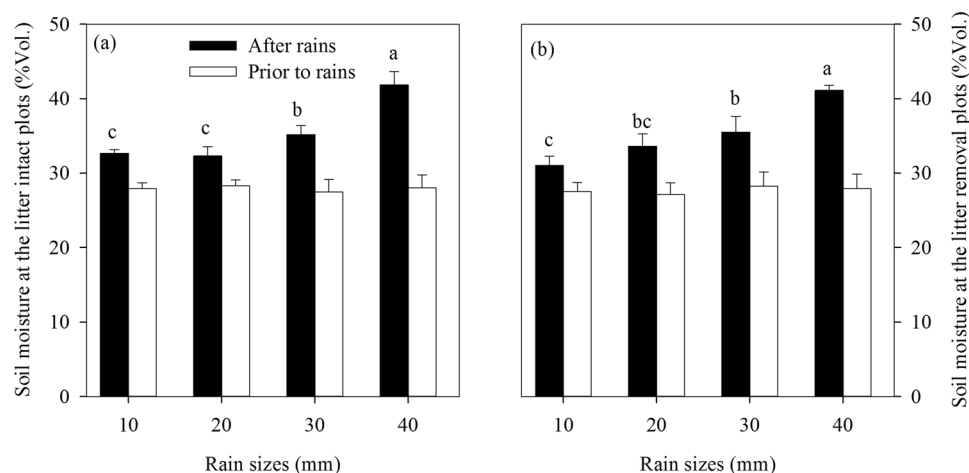 Soil moisture at the litter intact plots (%Vol.)
50
40
30
20
10
0
(a)
After rains
Prior to rains
c
c
b
a
10
20
30
40
Rain sizes (mm)
(b)
c
bc
b
a
10
20
30
40
Rain sizes (mm)
50
40
30
20
10
0
Soil moisture at the litter removal plots (%Vol.)